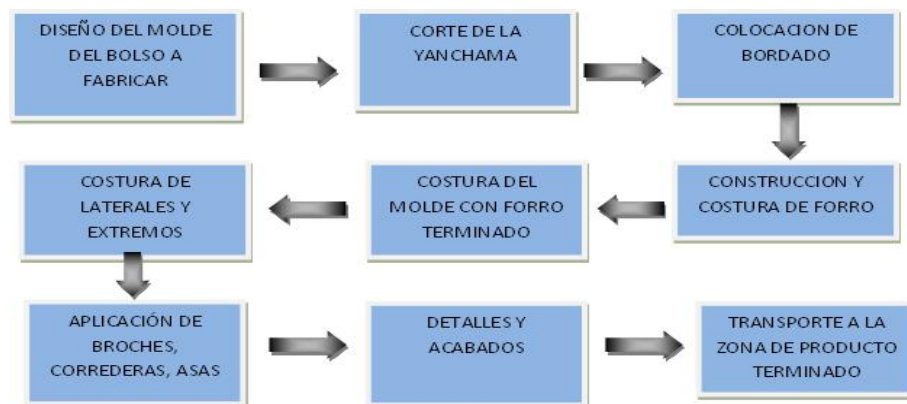 DISEÑO DEL MOLDE
DEL BOLSO A
FABRICAR
CORTE DE LA
YANCHAMA
COLOCACION DE
BORDADO
CONSTRUCCION Y
COSTURA DE FORRO
COSTURA DEL
MOLDE CON FORRO
TERMINADO
COSTURA DE
LATERALES Y
EXTREMOS
APLICACIÓN DE
BROCHES,
CORREDERAS, ASAS
DETALLES Y
ACABADOS
TRANSPORTE A LA
ZONA DE PRODUCTO
TERMINADO